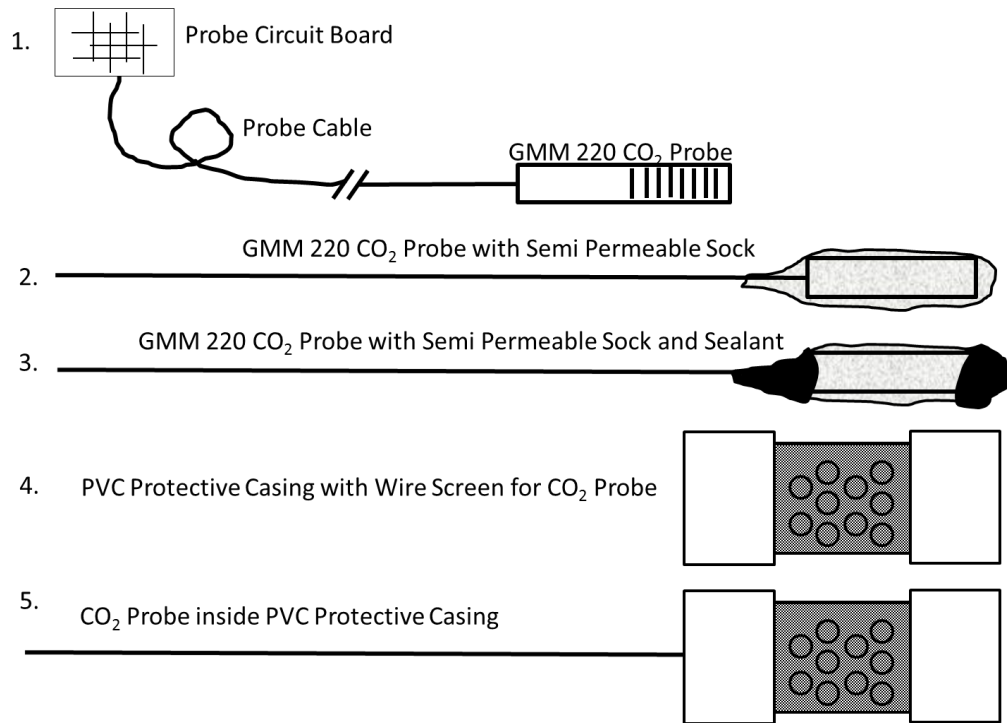 1.
Probe Circuit Board
Probe Cable
GMM 220 CO₂ Probe
GMM 220 CO₂ Probe with Semi Permeable Sock
2.
GMM 220 CO₂ Probe with Semi Permeable Sock and Sealant
3.
4. PVC Protective Casing with Wire Screen for CO₂ Probe
5.
CO₂ Probe inside PVC Protective Casing